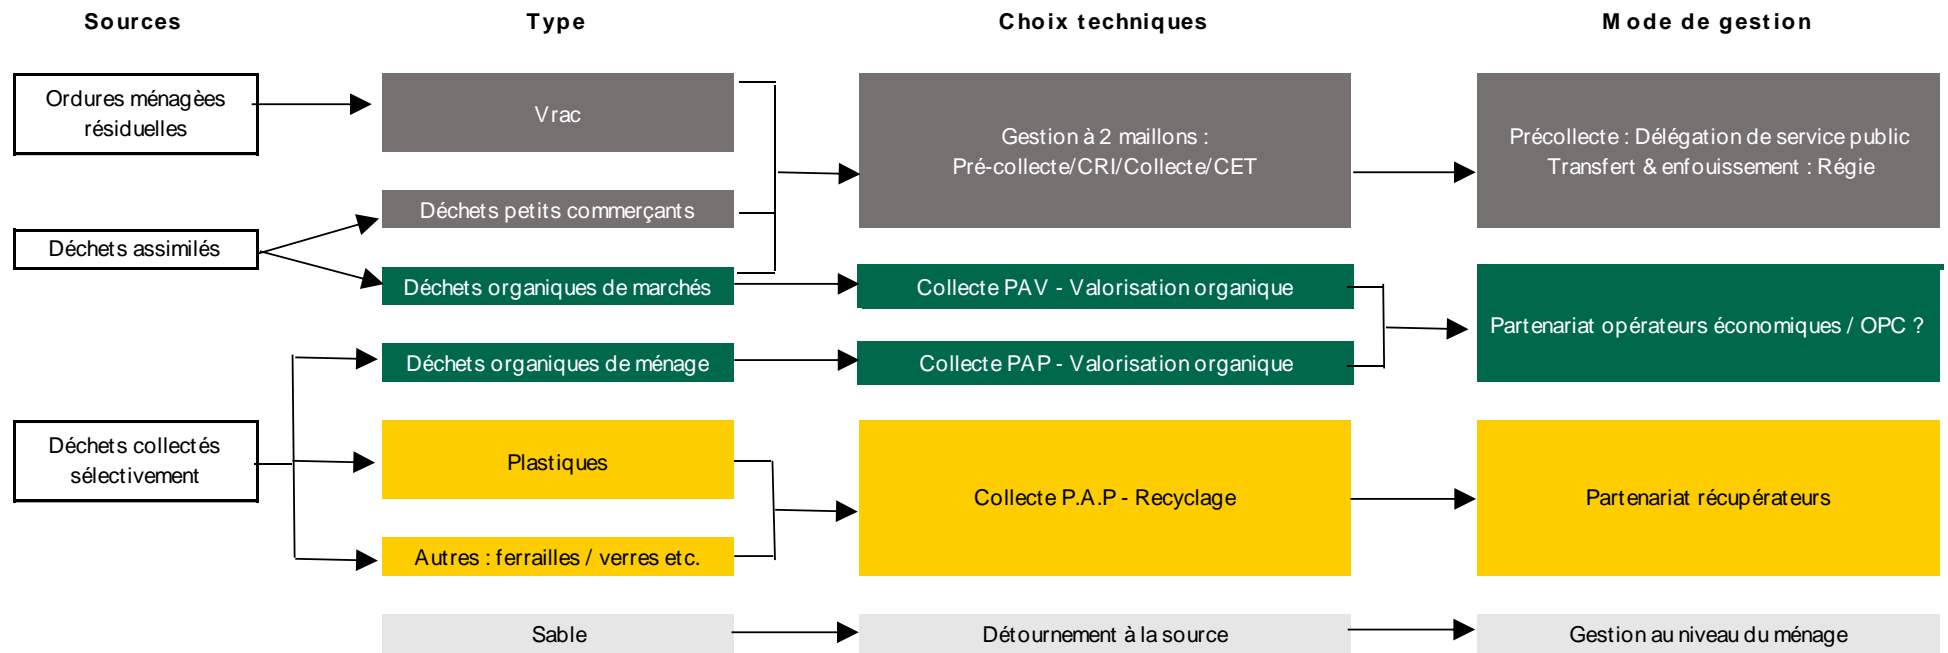 Sources
Type
Choix techniques
Mode de gestion
Ordures ménagèes
résiduelles
Vrac
Gestion à 2 maillons :
Pré-collecte/CRI/Collecte/CET
Précollecte : Délégation de service public
Transfert & enfouissement : Régie
Déchets petits commerçants
Déchets assimilés
Déchets organiques de marchés
Collecte PAV - Valorisation organique
Partenariat opérateurs économiques / OPC ?
Déchets organiques de ménage
Collecte PAP - Valorisation organique
Déchets collectés
sélectivement
Plastiques
Collecte P.A.P - Recyclage
Partenariat récupérateurs
Autres : ferrailles / verres etc.
Sable
Détournement à la source
Gestion au niveau du ménage